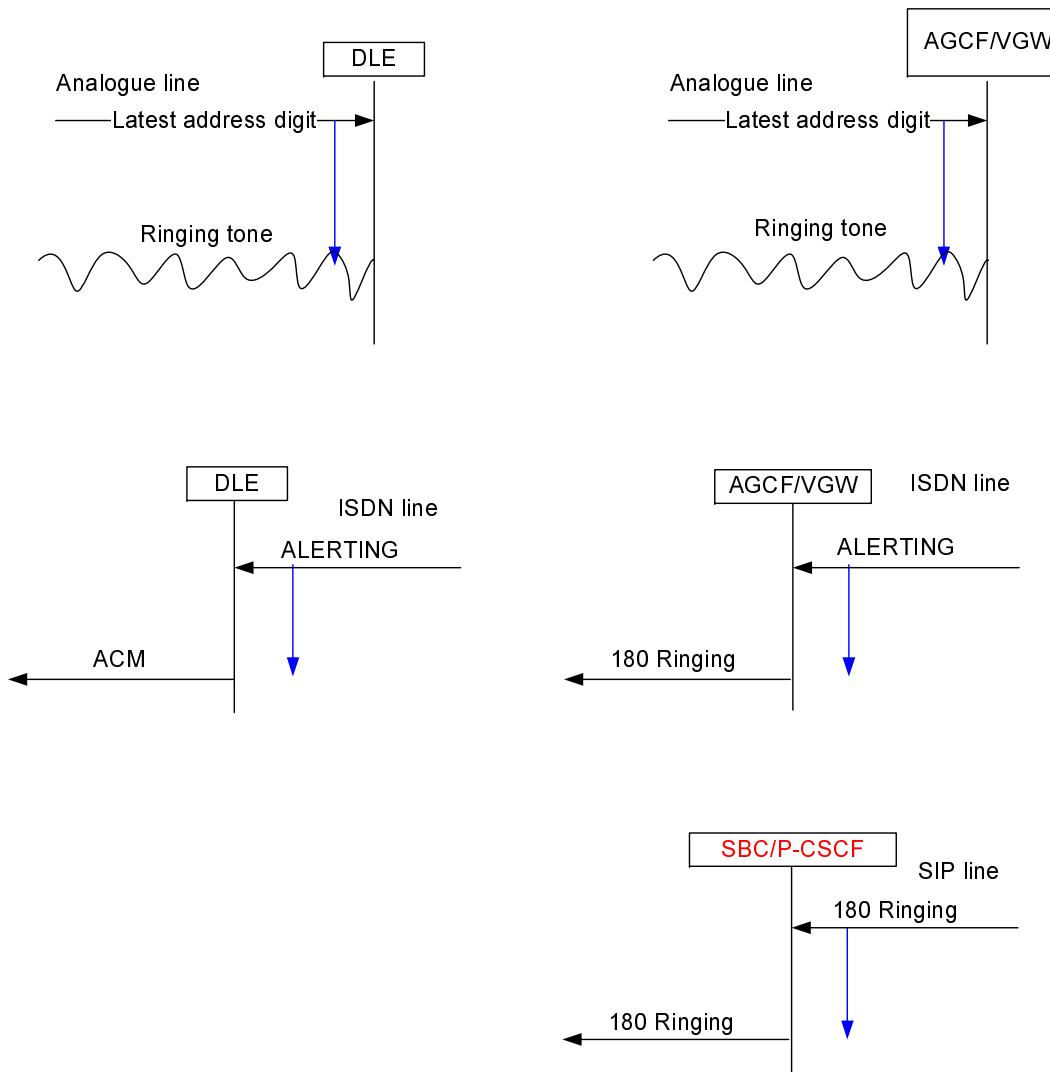 DLE
Analogue line
Latest address digit
Ringing tone
AGCF/VGW
Analogue line
Latest address digit
Ringing tone
DLE
ISDN line
ALERTING
ACM
AGCF/VGW
ISDN line
ALERTING
180 Ringing
SBC/P-CSCF
SIP line
180 Ringing
180 Ringing